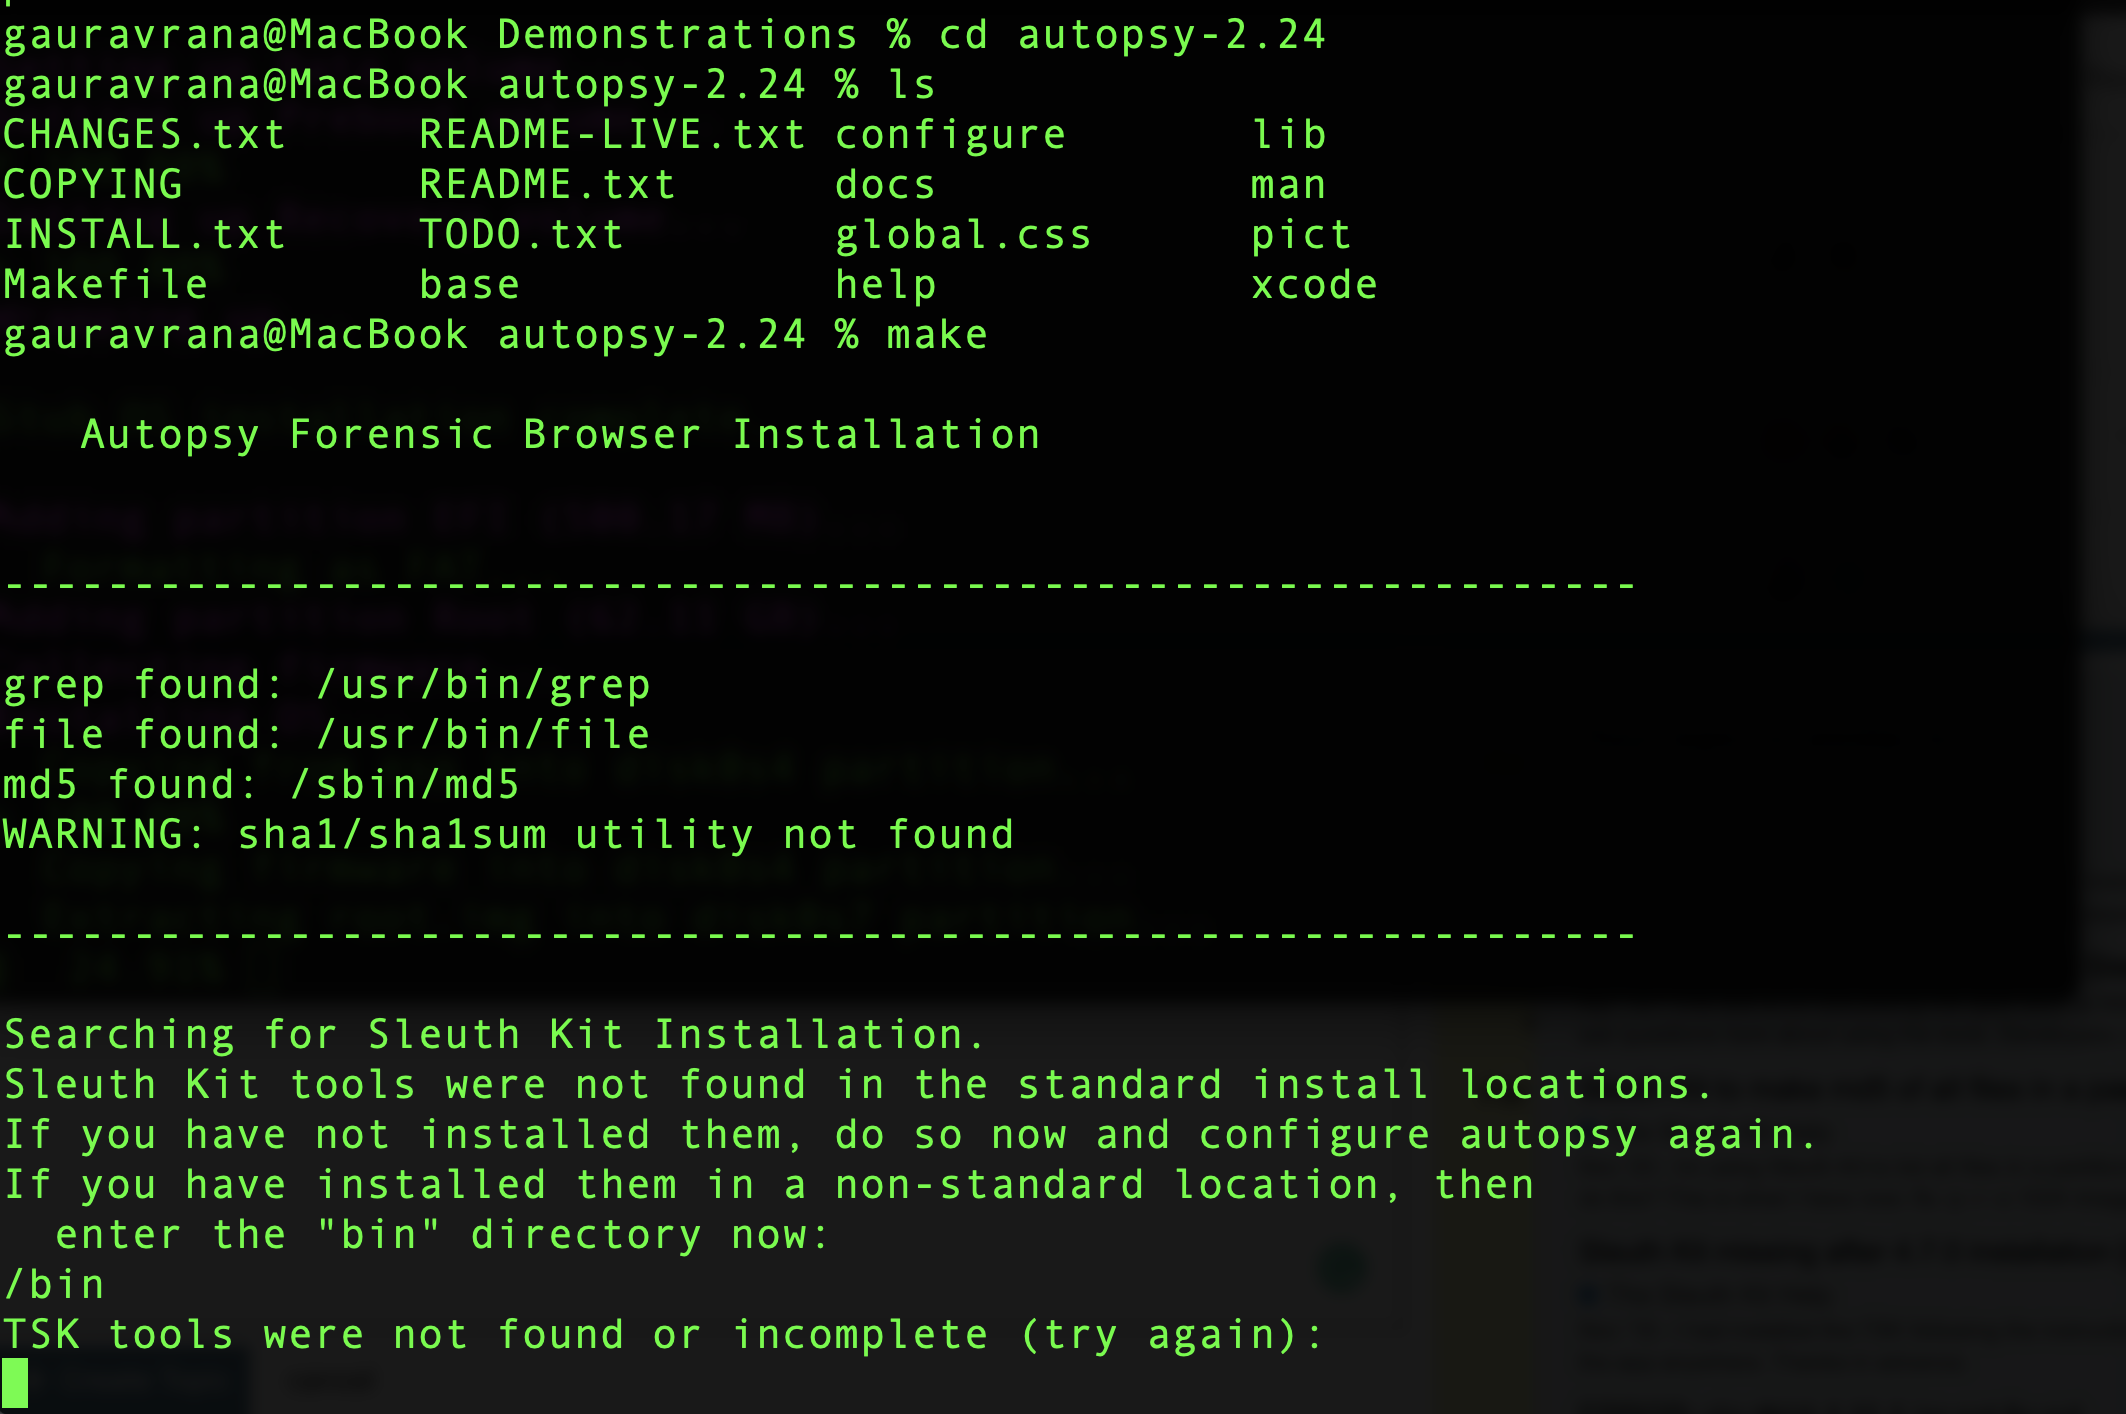 gauravrana@MacBook Demonstrations % cd autopsy-2.24
gauravrana@MacBook autopsy-2.24 % ls
CHANGES.txt README-LIVE.txt configure lib
COPYING README.txt docs man
INSTALL.txt TODO.txt global.css pict
Makefile base help xcode
gauravrana@MacBook autopsy-2.24 % make
Autopsy Forensic Browser Installation
---------------------------------------------------------------
grep found: /usr/bin/grep
file found: /usr/bin/file
md5 found: /sbin/md5
WARNING: sha1/sha1sum utility not found
---------------------------------------------------------------
Searching for Sleuth Kit Installation.
Sleuth Kit tools were not found in the standard install locations.
If you have not installed them, do so now and configure autopsy again.
If you have installed them in a non-standard location, then
enter the "bin" directory now:
/bin
TSK tools were not found or incomplete (try again):